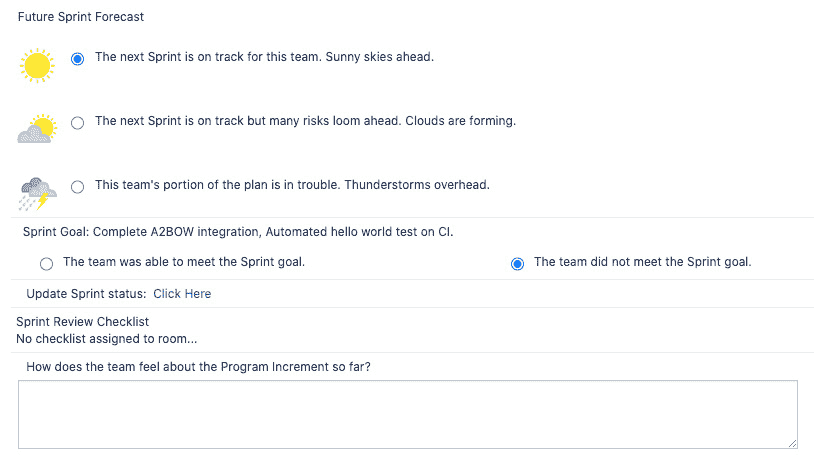 Future Sprint Forecast
The next Sprint is on track for this team. Sunny skies ahead.
The next Sprint is on track but many risks loom ahead. Clouds are forming.
This team's portion of the plan is in trouble. Thunderstorms overhead.
Sprint Goal: Complete A2BOW integration, Automated hello world test on CI.
The team was able to meet the Sprint goal.
The team did not meet the Sprint goal.
Update Sprint status: Click Here
Sprint Review Checklist
No checklist assigned to room...
How does the team feel about the Program Increment so far?